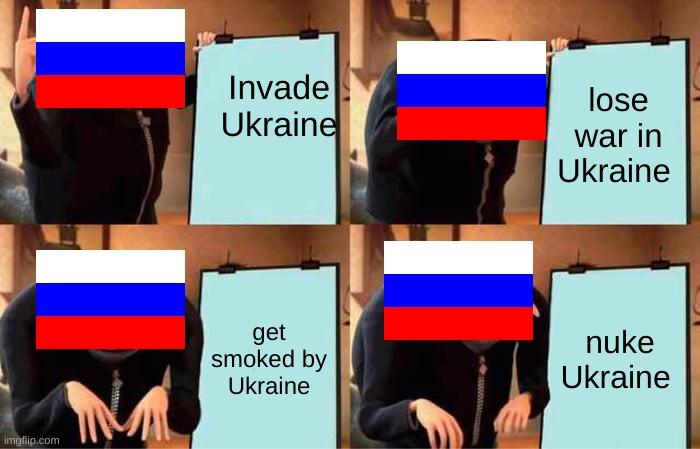 Invade
Ukraine
lose
war in
Ukraine
get
smoked by
Ukraine
nuke
Ukraine
imgflip.com